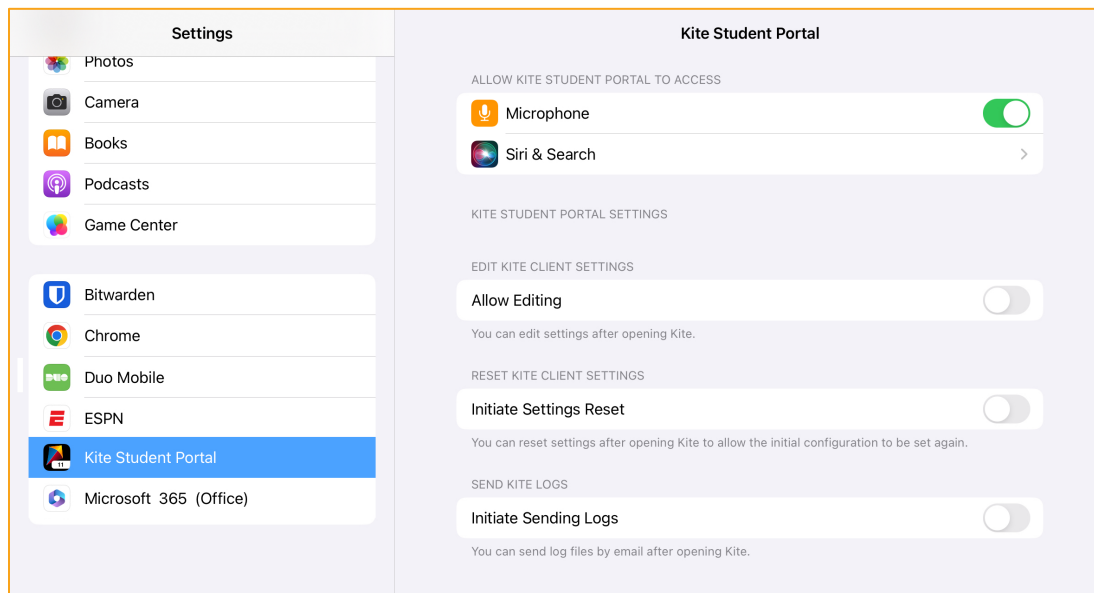 Settings
Photos
Camera
Books
Podcasts
Game Center
Bitwarden
Chrome
DUO
Duo Mobile
ESPN
11
Kite Student Portal
Microsoft 365 (Office)
Kite Student Portal
ALLOW KITE STUDENT PORTAL TO ACCESS
Microphone
Siri & Search
KITE STUDENT PORTAL SETTINGS
EDIT KITE CLIENT SETTINGS
Allow Editing
You can edit settings after opening Kite.
RESET KITE CLIENT SETTINGS
Initiate Settings Reset
You can reset settings after opening Kite to allow the initial configuration to be set again.
SEND KITE LOGS
Initiate Sending Logs
You can send log files by email after opening Kite.